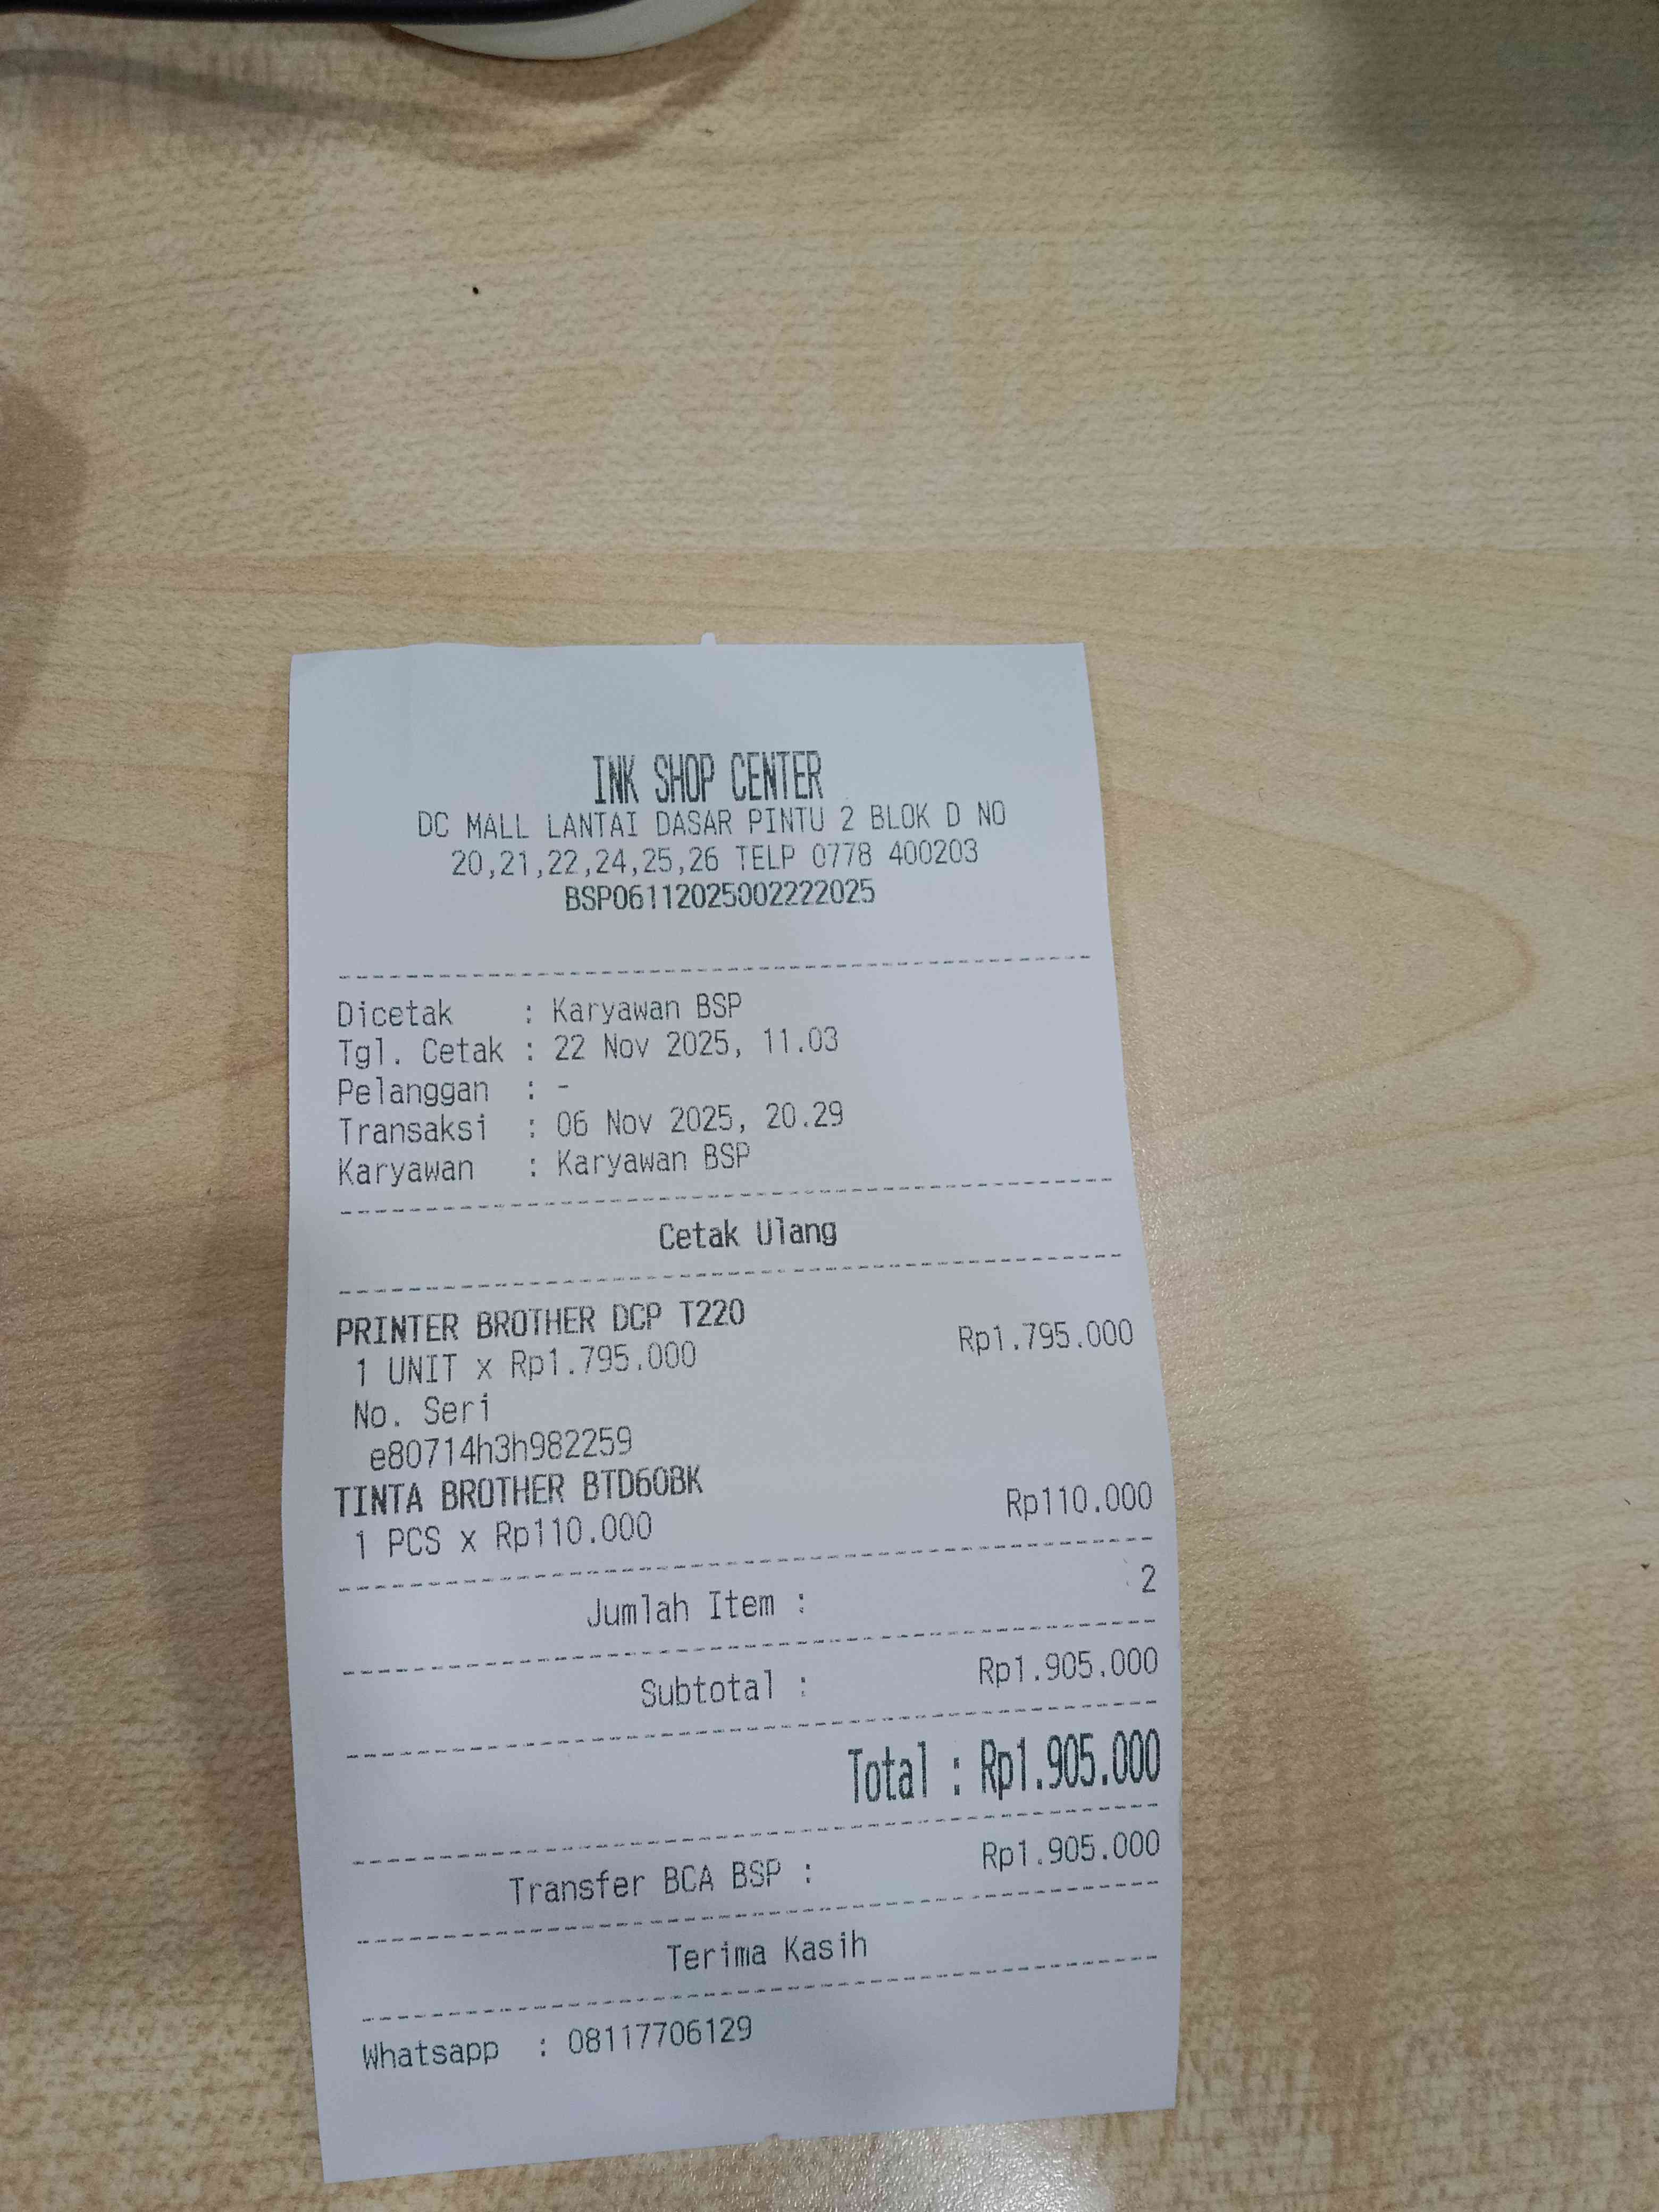 INK SHOP CENTER
DC MALL LANTAI DASAR PINTU 2 BLOK D NO
20,21,22,24,25,26 TELP 0778 400203
BSP06112025002222025
Dicetak : Karyawan BSP
Tgl. Cetak : 22 Nov 2025, 11.03
Pelanggan : -
Transaksi : 06 Nov 2025, 20.29
Karyawan : Karyawan BSP
Cetak Ulang
PRINTER BROTHER DCP T220
1 UNIT x Rp1.795.000 Rp1.795.000
No. Seri
e80714h3h982259
TINTA BROTHER BTD60BK
1 PCS x Rp110.000 Rp110.000
Jumlah Item : 2
Subtotal : Rp1.905.000
Total : Rp1.905.000
Transfer BCA BSP : Rp1.905.000
Terima Kasih
Whatsapp : 08117706129